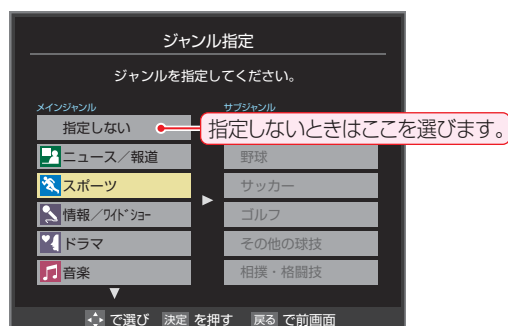 ジャンル指定
ジャンルを指定してください。
メインジャンル
サブジャンル
指定しない
指定しないときはここを選びます。
ニュース／報道
野球
スポーツ
サッカー
情報／ワイドショー
ゴルフ
ドラマ
その他の球技
音楽
相撲・格闘技
で選び 決定 を押す 戻る で前画面